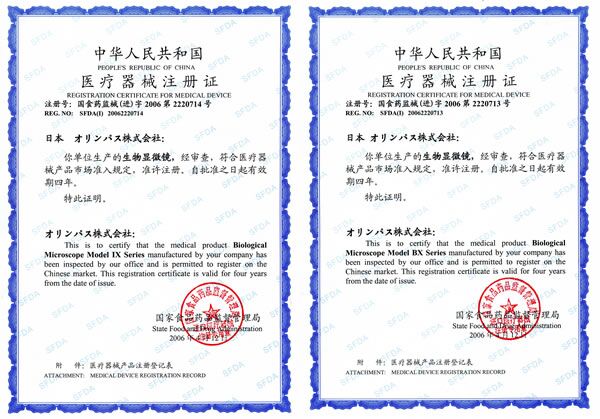 中华人民共和国
PEOPLE'S REPUBLIC OF CHINA
医疗器械注册证
REGISTRATION CERTIFICATE FOR MEDICAL DEVICE
注册号: 国食药监械(进)字 2006 第 2220714 号
REG. NO: SFDA(I) 20062220714
日本 オリンパス株式会社:
你单位生产的生物显微镜, 经审查, 符合医疗器
械产品市场准入规定, 准许注册. 自批准之日起有效
期四年.
特此证明.
オリンパス株式会社:
This is to certify that the medical product Biological
Microscope Model IX Series manufactured by your company has
been inspected by our office and is permitted to register on the
Chinese market. This registration certificate is valid for four years
from the date of issue.
国家食品药品监督管理局
State Food and Drug Administration
2006 年
附 件: 医疗器械产品注册登记表
ATTACHMENT: MEDICAL DEVICE REGISTRATION RECORD
中华人民共和国
PEOPLE'S REPUBLIC OF CHINA
医疗器械注册证
REGISTRATION CERTIFICATE FOR MEDICAL DEVICE
注册号: 国食药监械(进)字 2006 第 2220713 号
REG. NO: SFDA(I) 20062220713
日本 オリンパス株式会社:
你单位生产的生物显微镜, 经审查, 符合医疗器
械产品市场准入规定, 准许注册. 自批准之日起有效
期四年.
特此证明.
オリンパス株式会社:
This is to certify that the medical product Biological
Microscope Model BX Series manufactured by your company has
been inspected by our office and is permitted to register on the
Chinese market. This registration certificate is valid for four years
from the date of issue.
国家食品药品监督管理局
State Food and Drug Administration
2006 年
附 件: 医疗器械产品注册登记表
ATTACHMENT: MEDICAL DEVICE REGISTRATION RECORD